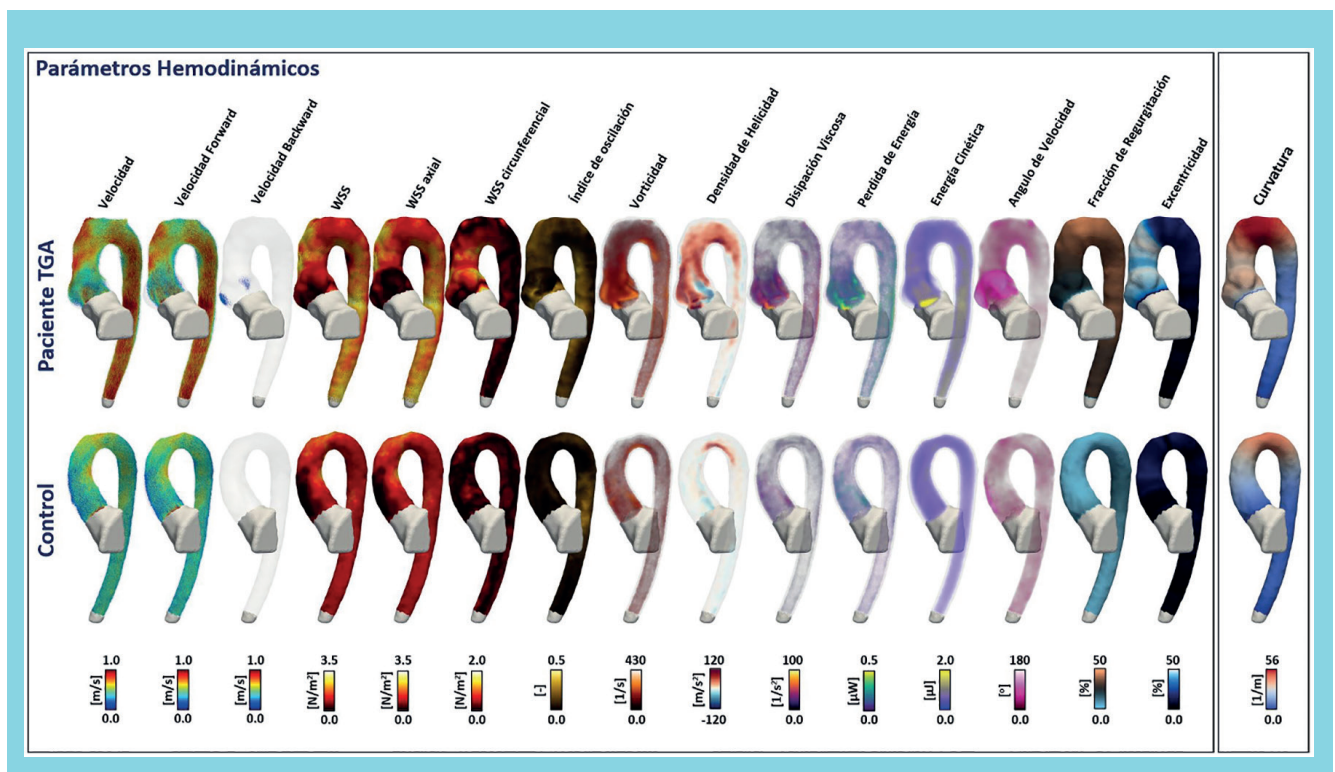 Parámetros Hemodinámicos
Velocidad
Velocidad Forward
Velocidad Backward
WSS
WSS axial
WSS circunferencial
Índice de oscilación
Vorticidad
Densidad de Helicidad
Disipación Viscosa
Perdida de Energía
Energía Cinética
Angulo de Velocidad
Fracción de Regurgitación
Excentricidad
Curvatura
Paciente TGA
Control
1.0 1.0 1.0 3.5 3.5 2.0 0.5 430 120 100 0.5 2.0 180 50 50 56
[m/s] [m/s] [m/s] [N/m²] [N/m²] [N/m²] [-] [1/s] [m/s²] [1/s²] [µW] [µJ] [°] [%] [%] [1/m]
0.0 0.0 0.0 0.0 0.0 0.0 0.0 0.0 -120 0.0 0.0 0.0 0.0 0.0 0.0 0.0